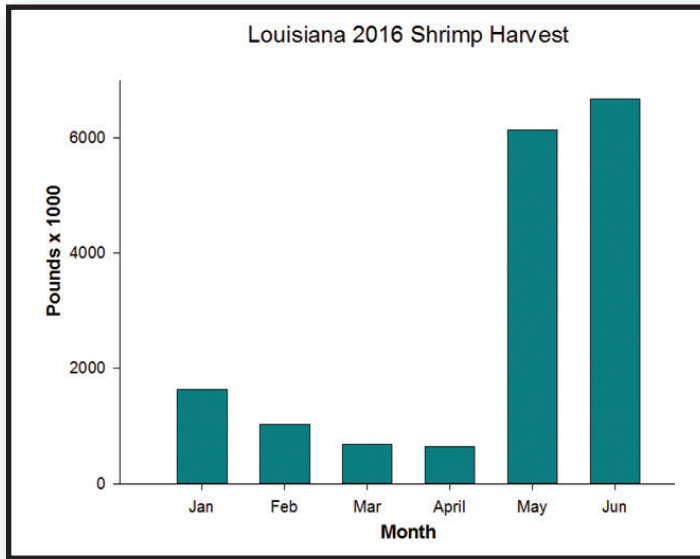 Louisiana 2016 Shrimp Harvest
Pounds x 1000
6000
4000
2000
0
Jan Feb Mar April May Jun
Month